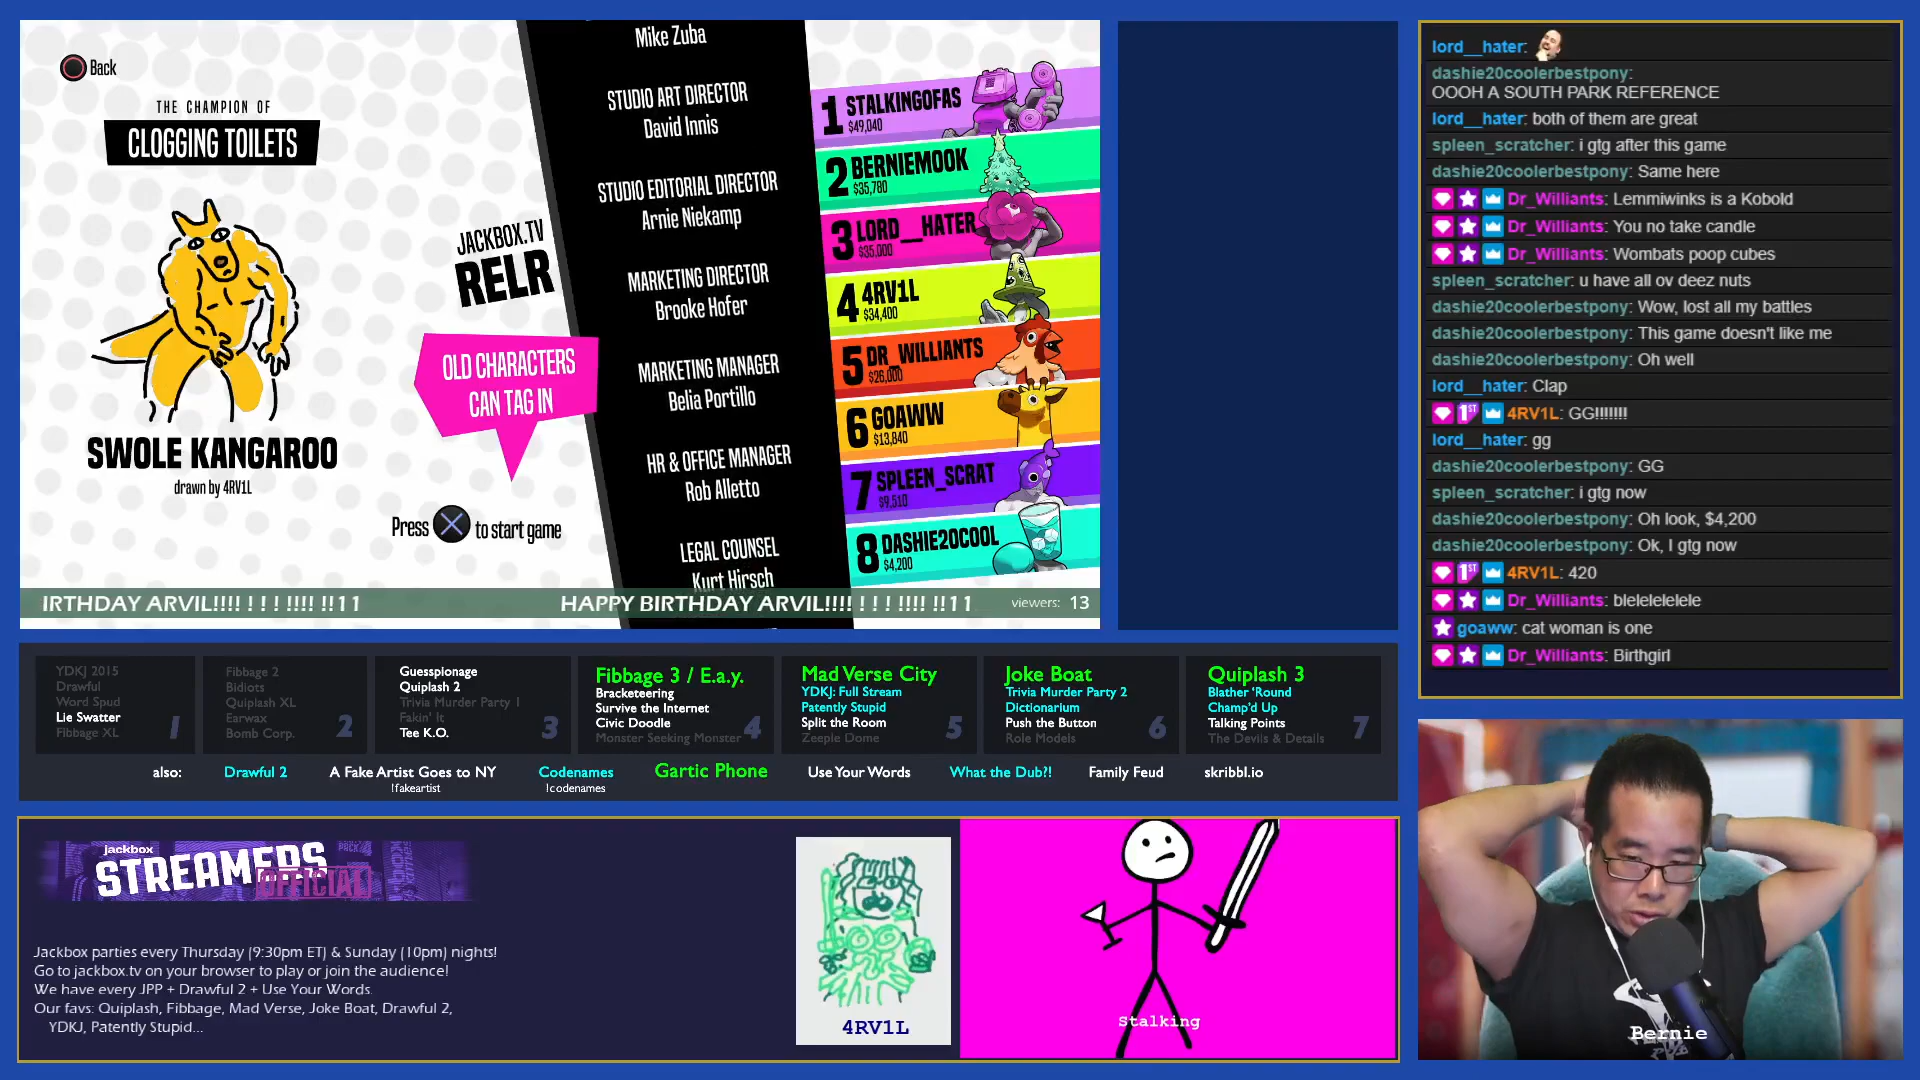 Back
THE CHAMPION OF
CLOGGING TOILETS
SWOLE KANGAROO
drawn by 4RV1L
JACKBOX.TV
RELR
OLD CHARACTERS
CAN TAG IN
Press X to start game
Mike Zuba
STUDIO ART DIRECTOR
David Innis
STUDIO EDITORIAL DIRECTOR
Arnie Niekamp
MARKETING DIRECTOR
Brooke Hofer
MARKETING MANAGER
Belia Portillo
HR & OFFICE MANAGER
Rob Alletto
LEGAL COUNSEL
Kurt Hirsch
1 STALKINGOFAS
$49,040
2 BERNIEMOOK
$35,780
3 LORD__HATER
$35,000
4 4RV1L
$34,400
5 DR_WILLIANTS
$26,000
6 GOAWW
$13,840
7 SPLEEN_SCRAT
$9,510
8 DASHIE20COOL
$4,200
IRTHDAY ARVIL!!!! ! ! ! !!!! !!11 HAPPY BIRTHDAY ARVIL!!!! ! ! ! !!!! !!11 viewers: 13
YDKJ 2015
Drawful
Word Spud
Lie Swatter
Fibbage XL
1
Fibbage 2
Bidiots
Quiplash XL
Earwax
Bomb Corp.
2
Guesspionage
Quiplash 2
Trivia Murder Party 1
Fakin' It
Tee K.O.
3
Fibbage 3 / E.a.y.
Bracketeering
Survive the Internet
Civic Doodle
Monster Seeking Monster
4
Mad Verse City
YDKJ: Full Stream
Patently Stupid
Split the Room
Zeeple Dome
5
Joke Boat
Trivia Murder Party 2
Dictionarium
Push the Button
Role Models
6
Quiplash 3
Blather 'Round
Champ'd Up
Talking Points
The Devils & Details
7
also: Drawful 2 A Fake Artist Goes to NY Codenames Gartic Phone Use Your Words What the Dub?! Family Feud skribbl.io
!fakeartist !codenames
jackbox
STREAMERS
OFFICIAL
Jackbox parties every Thursday (9:30pm ET) & Sunday (10pm) nights!
Go to jackbox.tv on your browser to play or join the audience!
We have every JPP + Drawful 2 + Use Your Words.
Our favs: Quiplash, Fibbage, Mad Verse, Joke Boat, Drawful 2,
YDKJ, Patently Stupid...
4RV1L
Stalking
lord__hater:
dashie20coolerbestpony:
OOOH A SOUTH PARK REFERENCE
lord__hater: both of them are great
spleen_scratcher: i gtg after this game
dashie20coolerbestpony: Same here
Dr_Williants: Lemmiwinks is a Kobold
Dr_Williants: You no take candle
Dr_Williants: Wombats poop cubes
spleen_scratcher: u have all ov deez nuts
dashie20coolerbestpony: Wow, lost all my battles
dashie20coolerbestpony: This game doesn't like me
dashie20coolerbestpony: Oh well
lord__hater: Clap
1ST 4RV1L: GG!!!!!!!
lord__hater: gg
dashie20coolerbestpony: GG
spleen_scratcher: i gtg now
dashie20coolerbestpony: Oh look, $4,200
dashie20coolerbestpony: Ok, I gtg now
1ST 4RV1L: 420
Dr_Williants: blelelelelele
goaww: cat woman is one
Dr_Williants: Birthgirl
Bernie